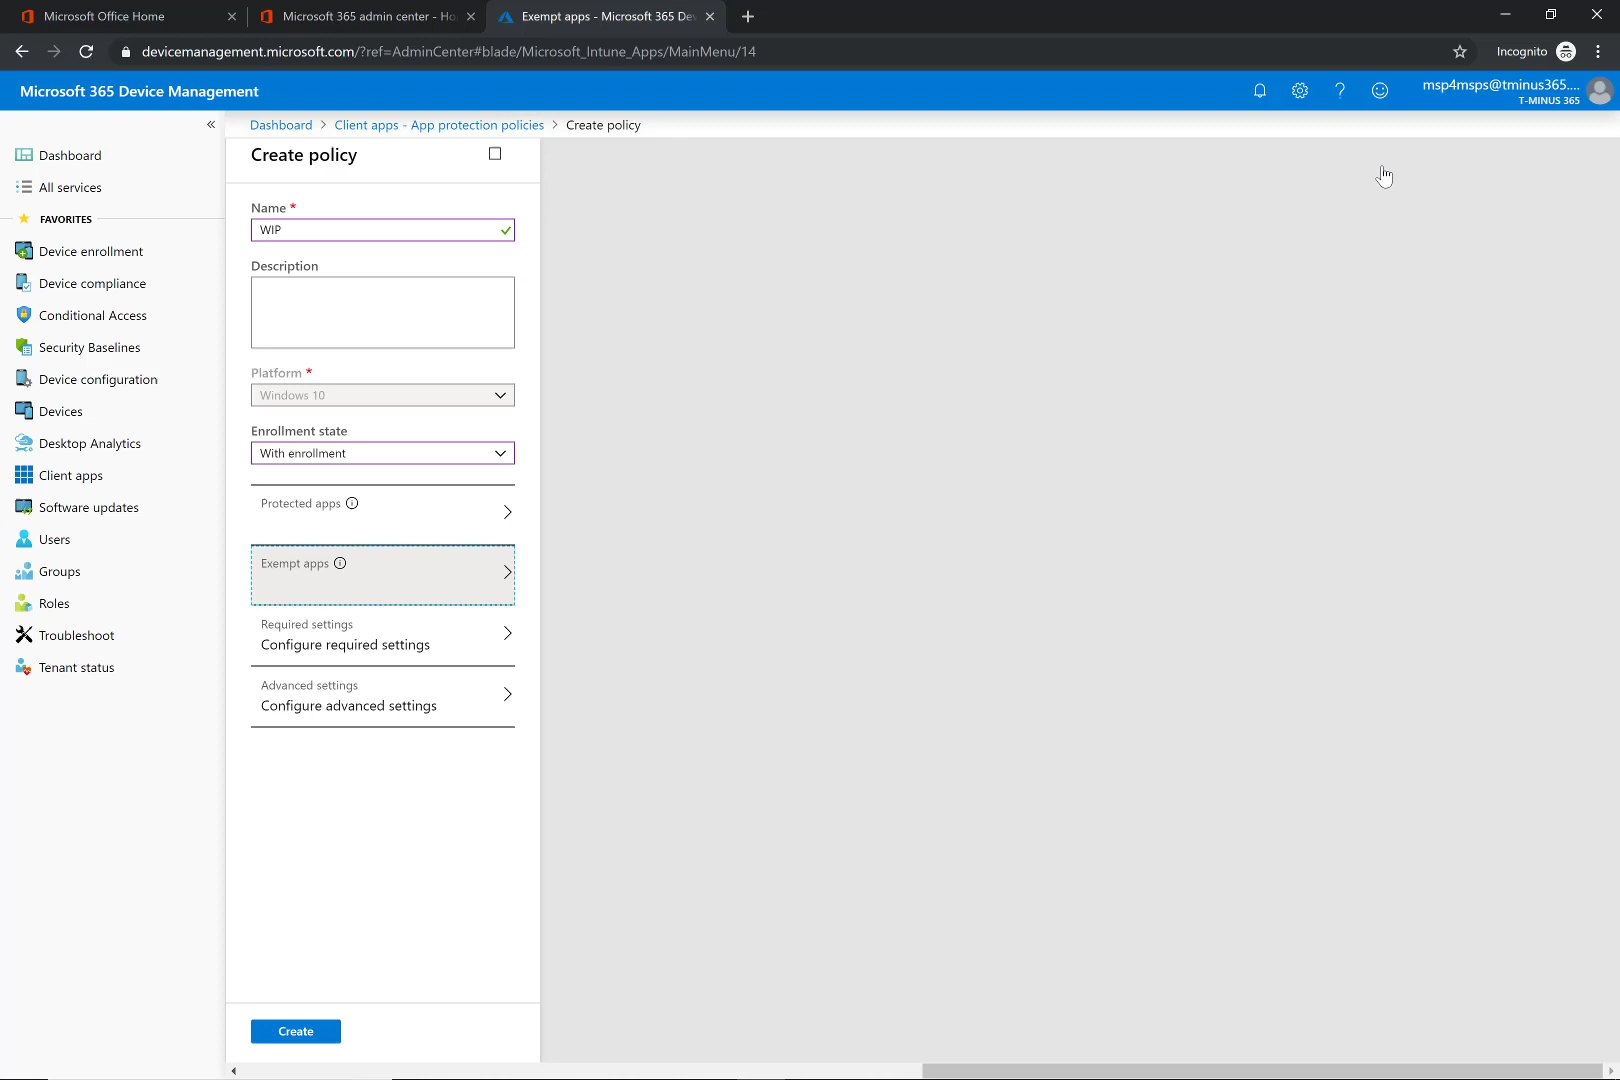 Microsoft Office Home
Microsoft 365 admin center - Ho
Exempt apps - Microsoft 365 Dev
devicemanagement.microsoft.com/?ref=AdminCenter#blade/Microsoft_Intune_Apps/MainMenu/14
Incognito
Microsoft 365 Device Management
msp4msps@tminus365....
T-MINUS 365
Dashboard > Client apps - App protection policies > Create policy
Dashboard
All services
FAVORITES
Device enrollment
Device compliance
Conditional Access
Security Baselines
Device configuration
Devices
Desktop Analytics
Client apps
Software updates
Users
Groups
Roles
Troubleshoot
Tenant status
Create policy
Name *
WIP
Description
Platform *
Windows 10
Enrollment state
With enrollment
Protected apps
Exempt apps
Required settings
Configure required settings
Advanced settings
Configure advanced settings
Create